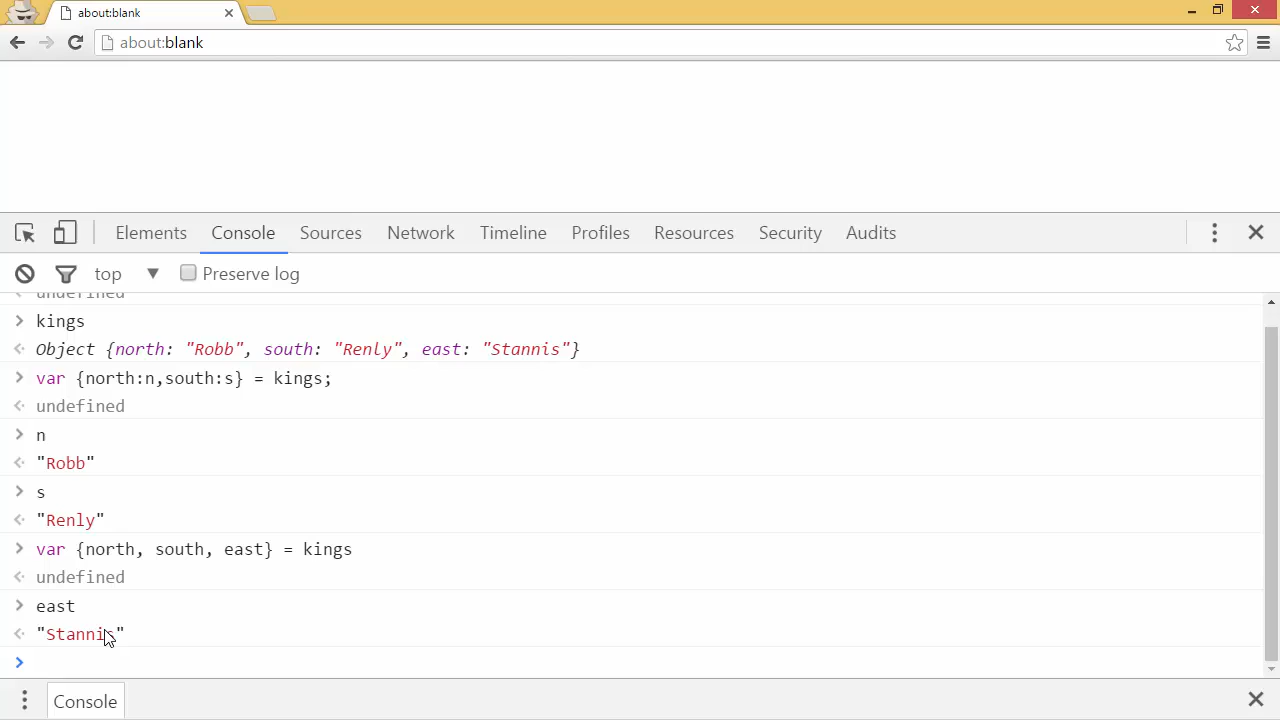 about:blank
about:blank
Elements Console Sources Network Timeline Profiles Resources Security Audits
top Preserve log
undefined
kings
Object {north: "Robb", south: "Renly", east: "Stannis"}
var {north:n,south:s} = kings;
undefined
n
"Robb"
s
"Renly"
var {north, south, east} = kings
undefined
east
"Stannis"
Console